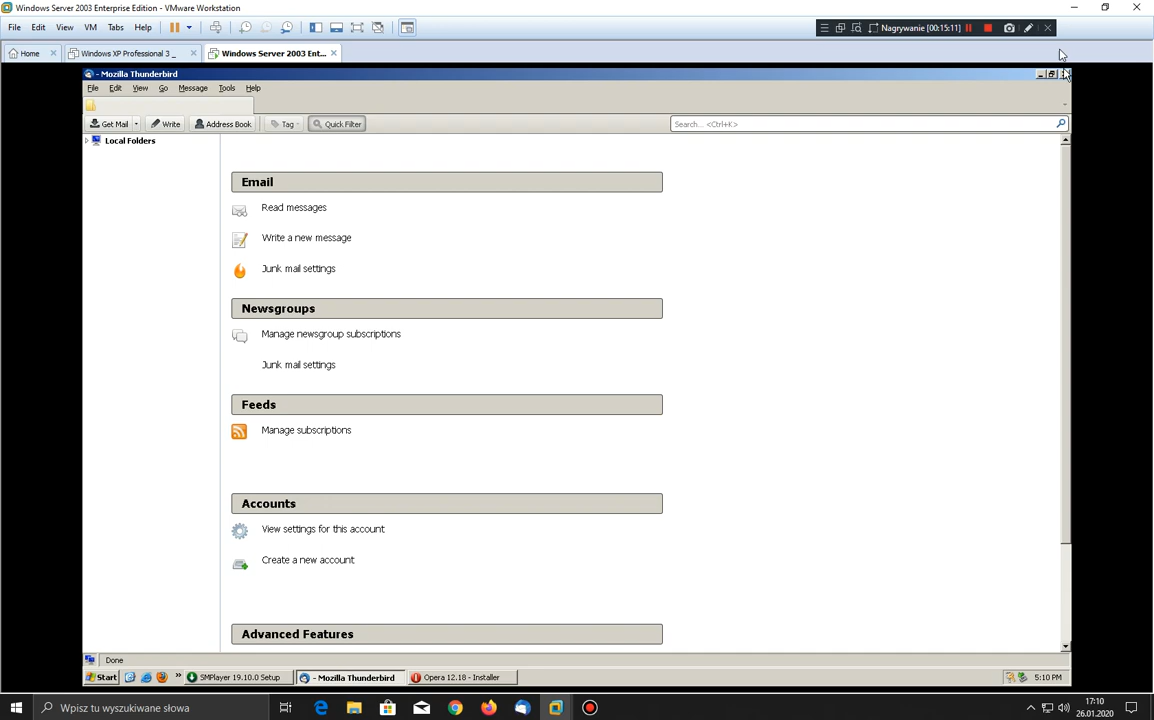 Windows Server 2003 Enterprise Edition - VMware Workstation
File Edit View VM Tabs Help
Nagrywanie [00:15:11]
Home Windows XP Professional 3 _ Windows Server 2003 Ent...
- Mozilla Thunderbird
File Edit View Go Message Tools Help
Get Mail Write Address Book Tag Quick Filter Search... <Ctrl+K>
Local Folders
Email
Read messages
Write a new message
Junk mail settings
Newsgroups
Manage newsgroup subscriptions
Junk mail settings
Feeds
Manage subscriptions
Accounts
View settings for this account
Create a new account
Advanced Features
Done
Start » SMPlayer 19.10.0 Setup - Mozilla Thunderbird Opera 12.18 - Installer 5:10 PM
Wpisz tu wyszukiwane słowa
17:10
26.01.2020